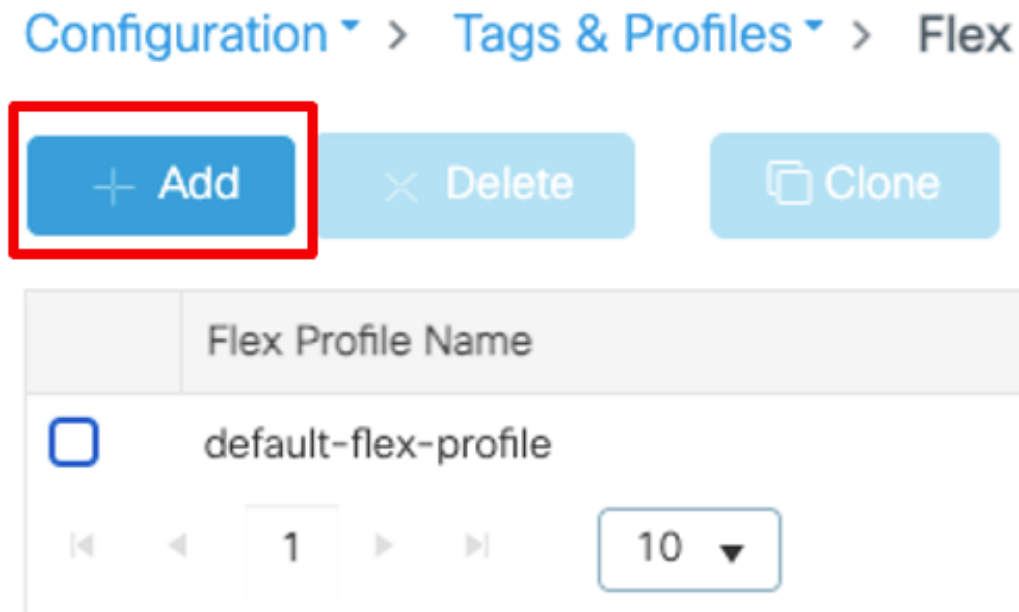 Configuration > Tags & Profiles > Flex
+ Add
× Delete
Clone
Flex Profile Name
default-flex-profile
1
10